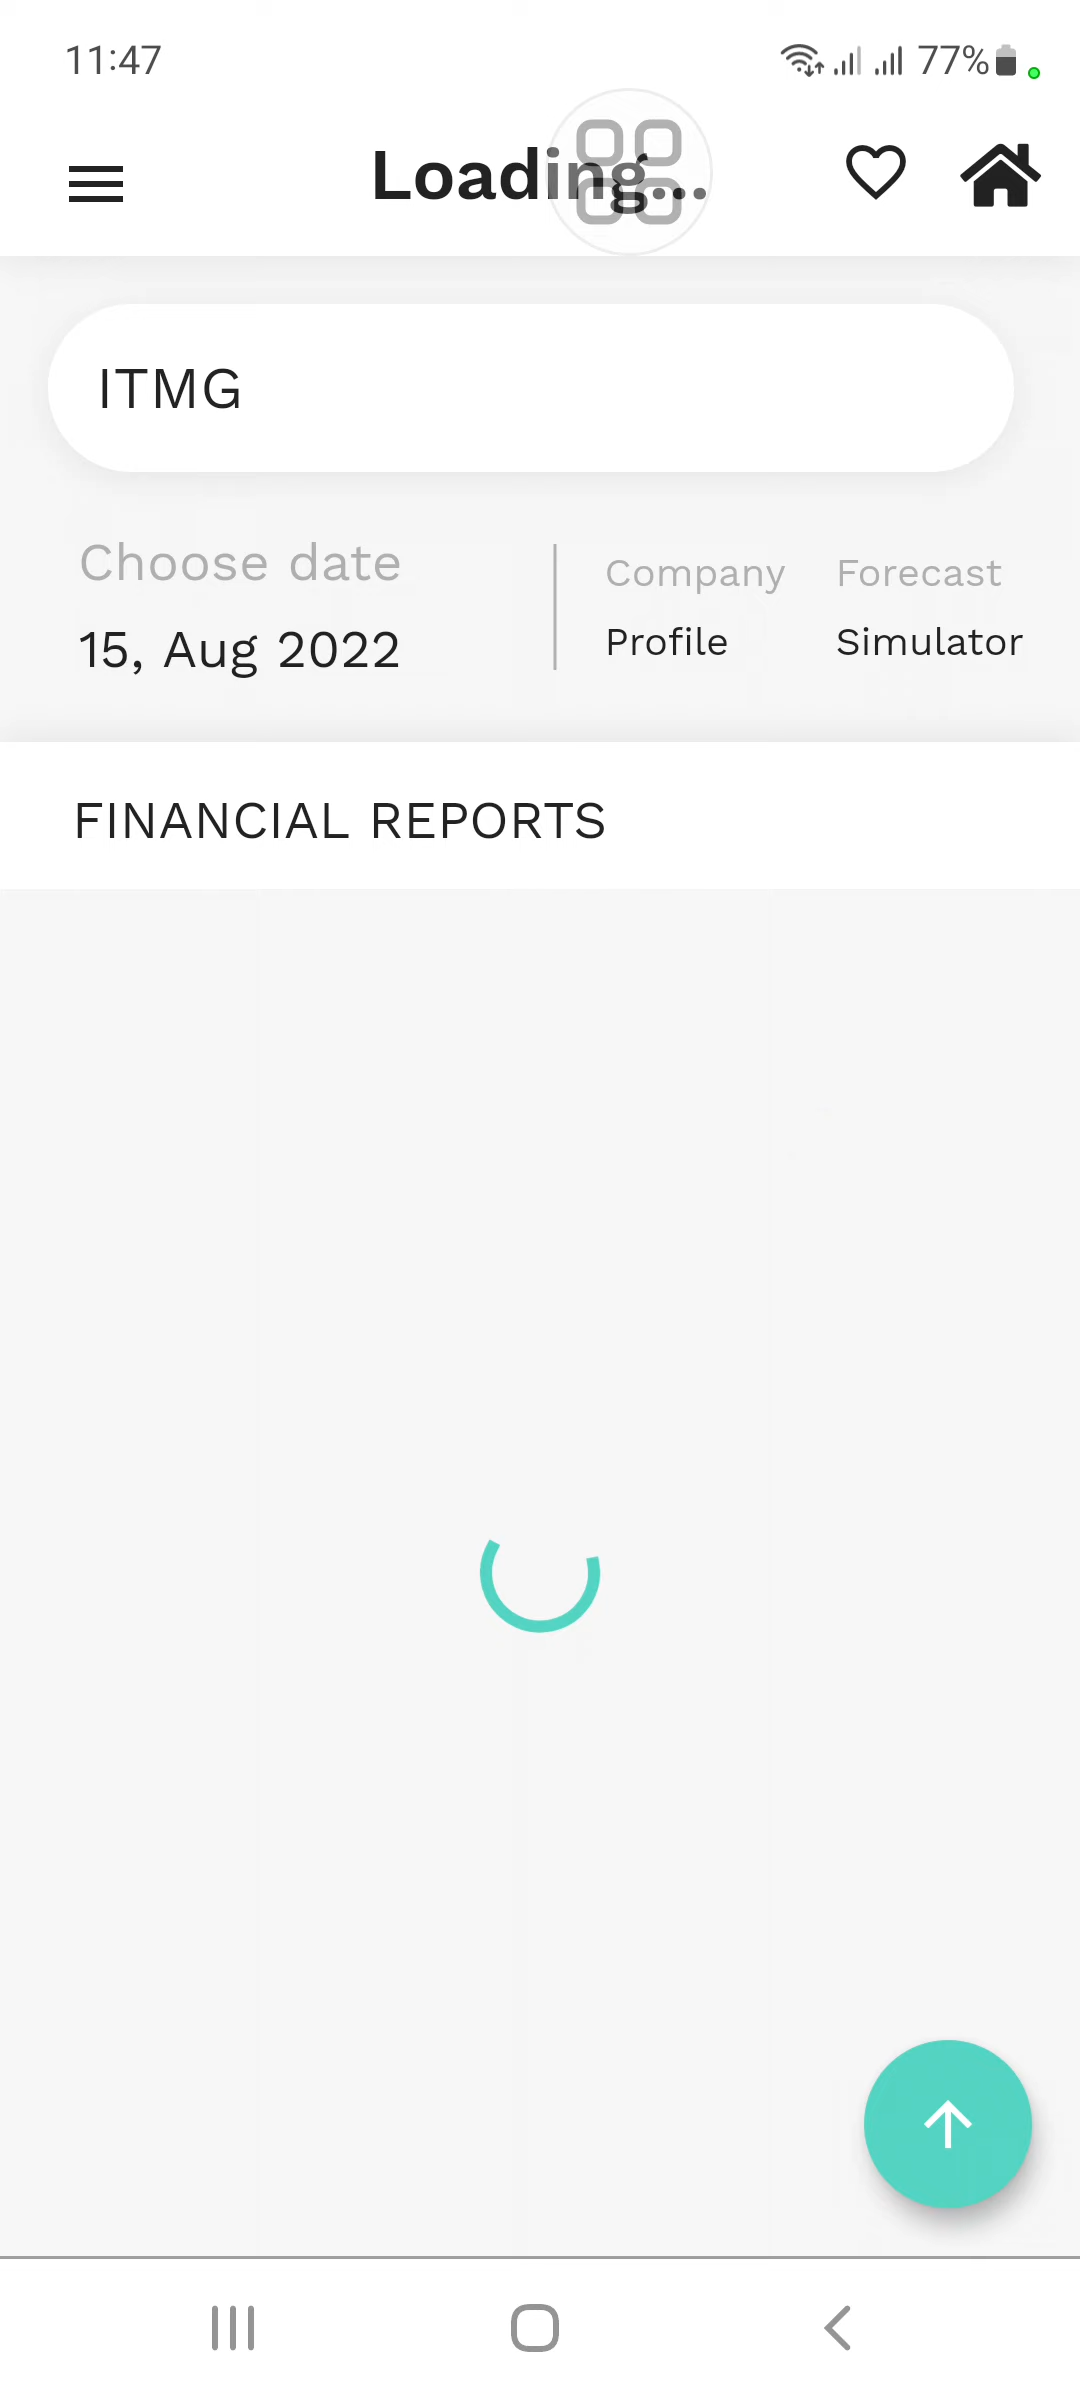 11:47
77%
Loading...
ITMG
Choose date
15, Aug 2022
Company
Profile
Forecast
Simulator
FINANCIAL REPORTS